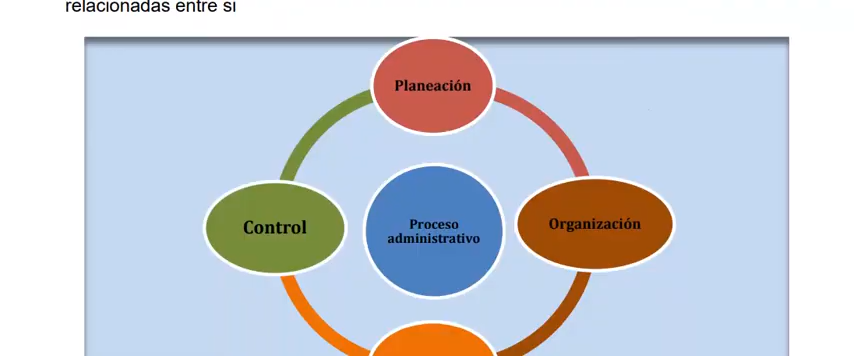 relacionadas entre si
Planeación
Control
Proceso
administrativo
Organización